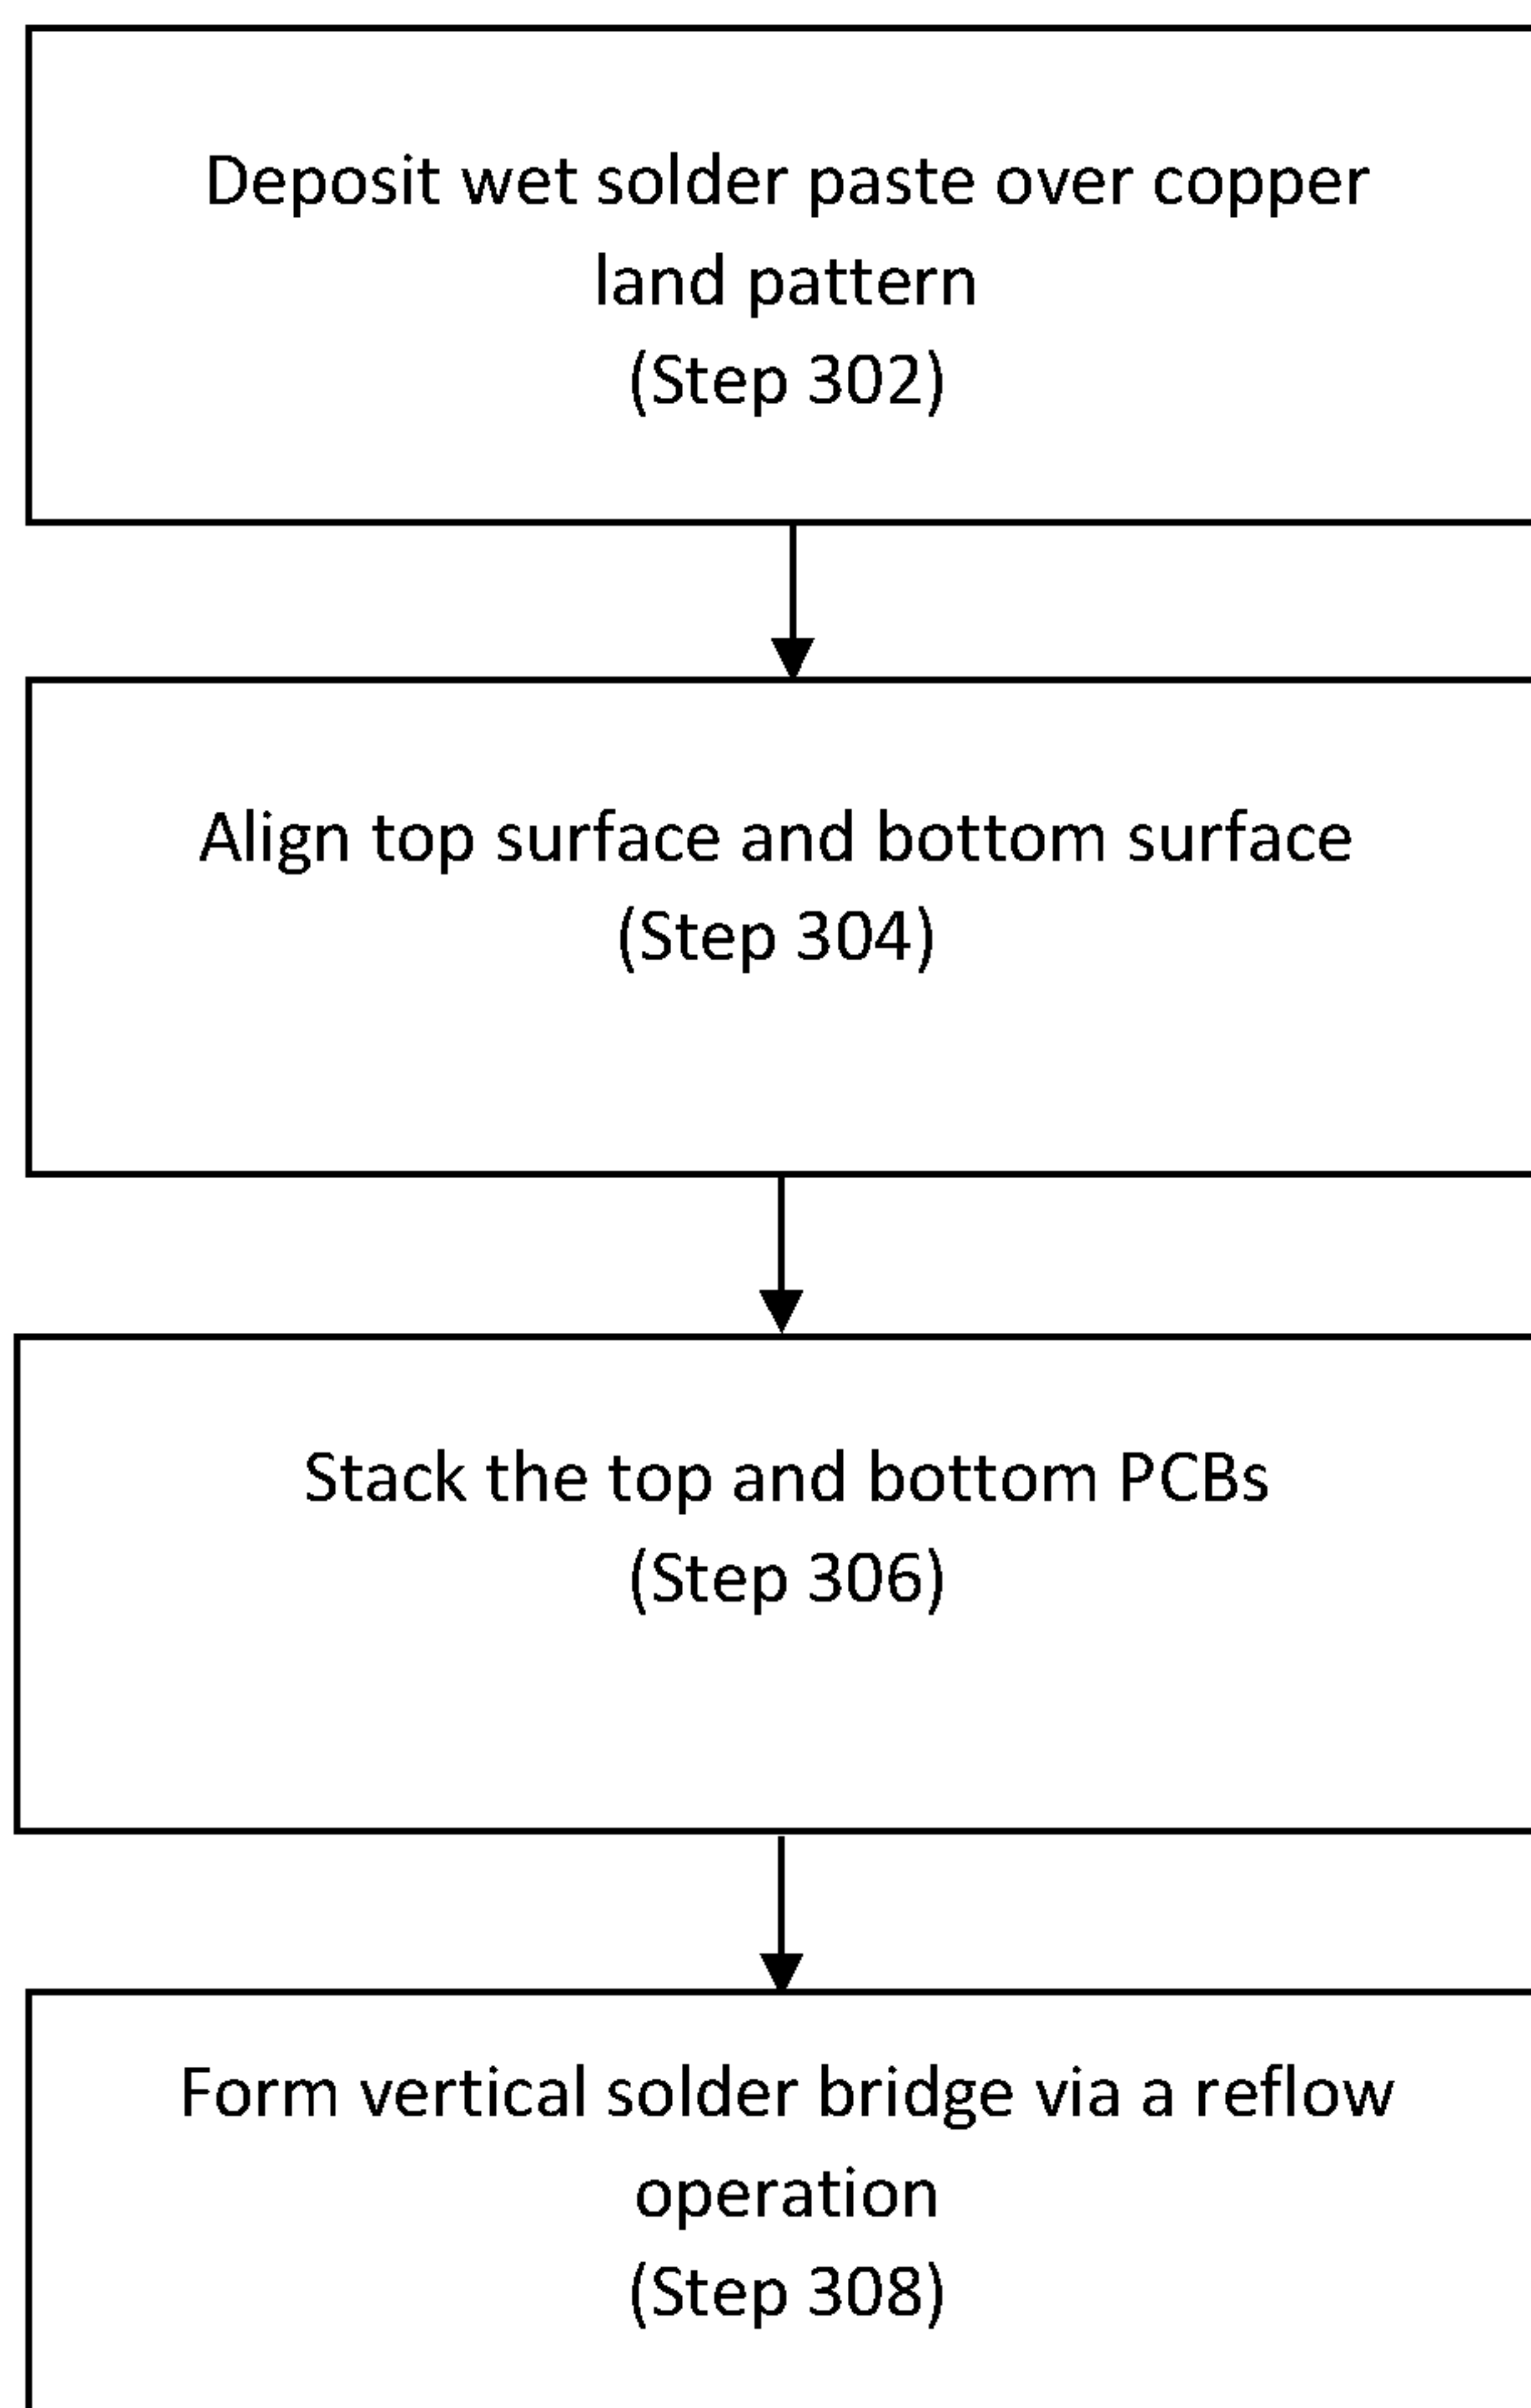 Deposit wet solder paste over copper
land pattern
(Step 302)
Align top surface and bottom surface
(Step 304)
Stack the top and bottom PCBs
(Step 306)
Form vertical solder bridge via a reflow
operation
(Step 308)